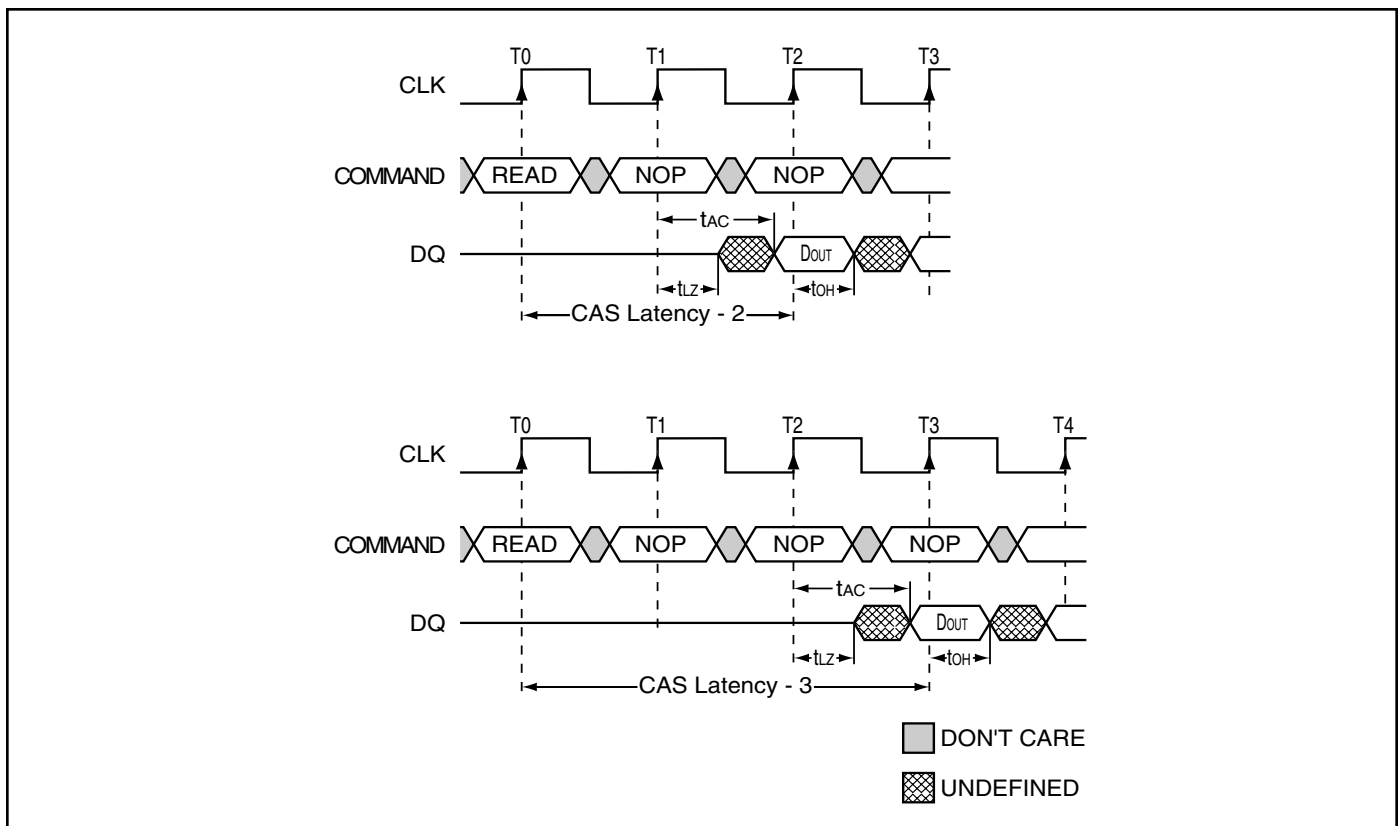 T0 T1 T2 T3
CLK
COMMAND READ NOP NOP
tAC
DQ DOUT
tLZ tOH
CAS Latency - 2
T0 T1 T2 T3 T4
CLK
COMMAND READ NOP NOP NOP
tAC
DQ DOUT
tLZ tOH
CAS Latency - 3
DON'T CARE
UNDEFINED